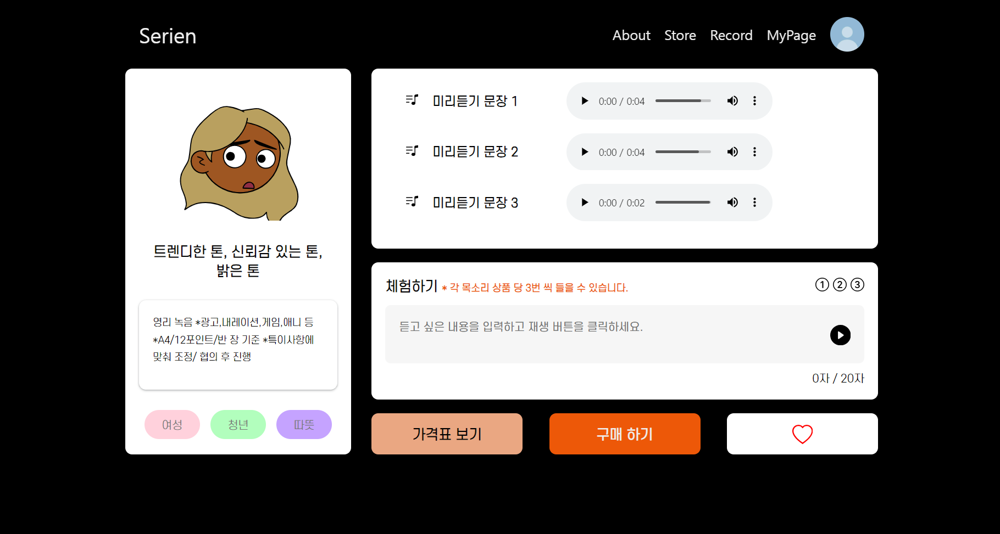 Serien
About Store Record MyPage
트렌디한 톤, 신뢰감 있는 톤,
밝은 톤
영리 녹음 *광고,내레이션,게임,애니 등
*A4/12포인트/반 장 기준 *특이사항에
맞춰 조정/ 협의 후 진행
여성 청년 따뜻
미리듣기 문장 1
0:00 / 0:04
미리듣기 문장 2
0:00 / 0:04
미리듣기 문장 3
0:00 / 0:02
체험하기 * 각 목소리 상품 당 3번 씩 들을 수 있습니다.
① ② ③
듣고 싶은 내용을 입력하고 재생 버튼을 클릭하세요.
0자 / 20자
가격표 보기
구매 하기